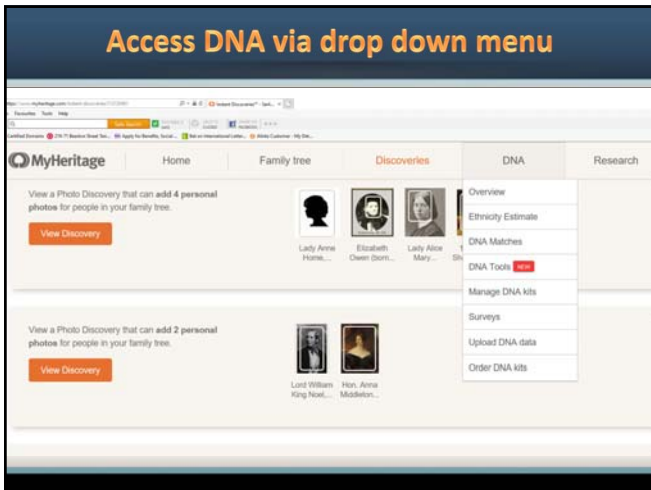 Access DNA via drop down menu
Favourites Tools Help
MyHeritage
Home
Family tree
Discoveries
DNA
Research
View a Photo Discovery that can add 4 personal
photos for people in your family tree.
View Discovery
Lady Anne
Home,...
Elizabeth
Owen (born...
Lady Alice
Mary...
Overview
Ethnicity Estimate
DNA Matches
DNA Tools NEW
Manage DNA kits
Surveys
Upload DNA data
Order DNA kits
View a Photo Discovery that can add 2 personal
photos for people in your family tree.
View Discovery
Lord William
King Noel,...
Hon. Anna
Middleton...